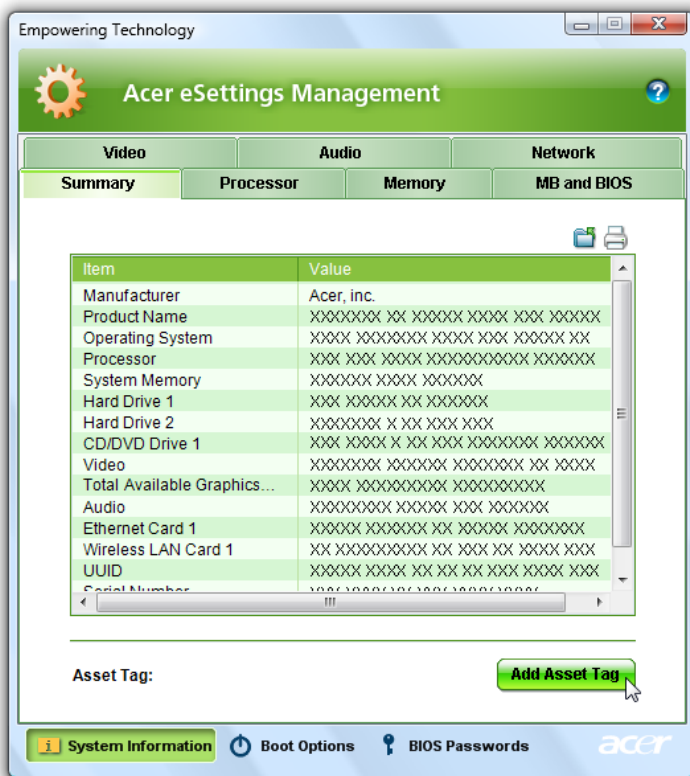 Empowering Technology
Acer eSettings Management
Video Audio Network
Summary Processor Memory MB and BIOS
Item Value
Manufacturer Acer, inc.
Product Name XXXXXXX XX XXXXX XXXX XXX XXXXX
Operating System XXXX XXXXXXX XXXX XXX XXXXX XX
Processor XXX XXX XXXX XXXXXXXXXXX XXXXXX
System Memory XXXXXX XXXX XXXXXX
Hard Drive 1 XXX XXXXX XX XXXXXX
Hard Drive 2 XXXXXXX X XX XXX XXX
CD/DVD Drive 1 XXX XXXX X XX XXX XXXXXXX XXXXXX
Video XXXXXXX XXXXXX XXXXXXX XX XXXX
Total Available Graphics... XXXX XXXXXXXXX XXXXXXXXX
Audio XXXXXXXX XXXXX XXX XXXXXX
Ethernet Card 1 XXXXX XXXXXX XX XXXXX XXXXXXX
Wireless LAN Card 1 XX XXXXXXXXX XX XXX XX XXXX XXX
UUID XXXXX XXXX XX XX XX XXX XXXX XXX
Serial Number
Asset Tag: Add Asset Tag
System Information Boot Options BIOS Passwords acer